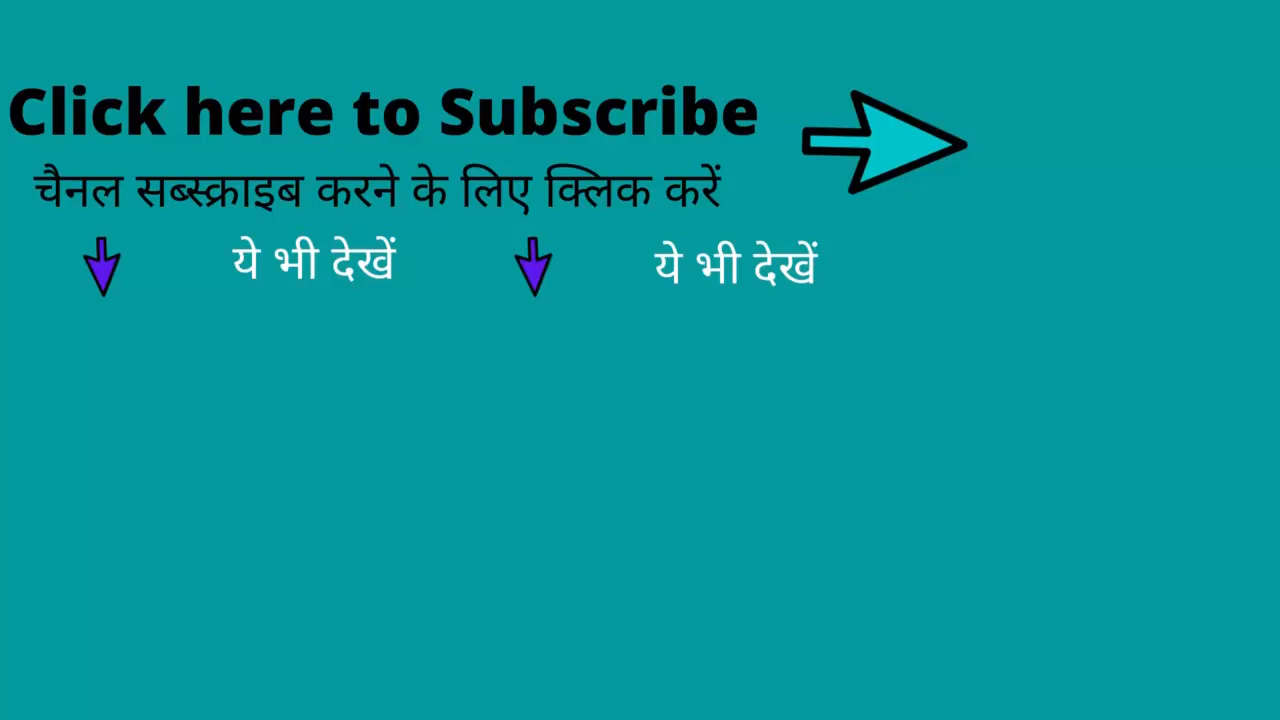 Click here to Subscribe
चैनल सब्स्क्राइब करने के लिए क्लिक करें
ये भी देखें
ये भी देखें